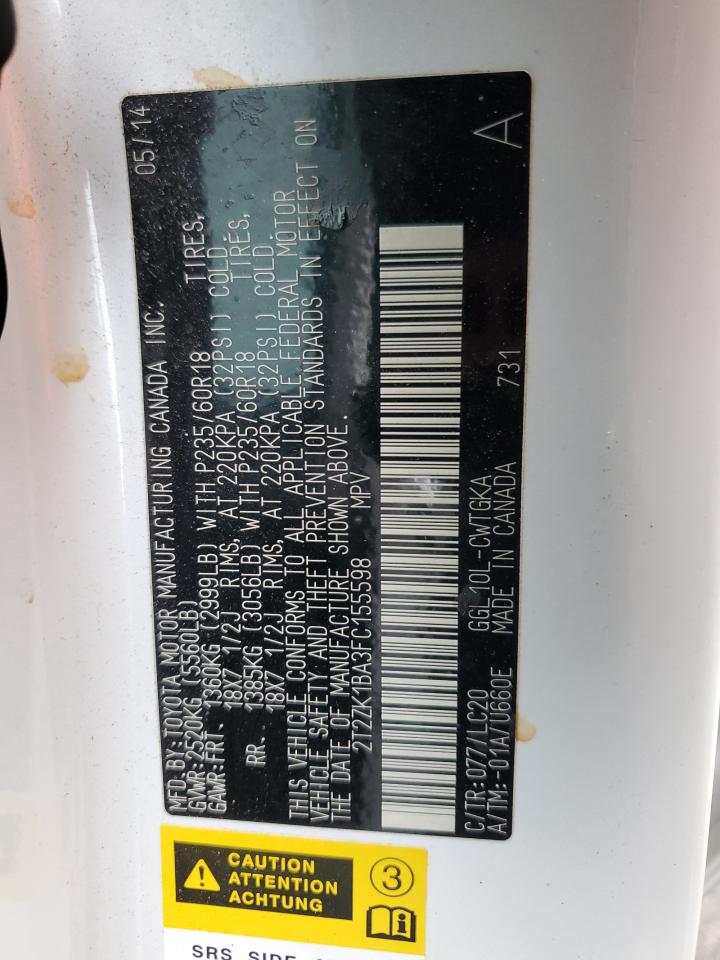 MFD.BY:TOYOTA MOTOR MANUFACTURING CANADA INC. 05/14
GVWR:2520KG (5560LB)
GAWR:FRT. 1360KG (2999LB) WITH P235/60R18 TIRES,
18X7 1/2J RIMS, AT 220KPA (32PSI) COLD.
RR. 1385KG (3056LB) WITH P235/60R18 TIRES,
18X7 1/2J RIMS, AT 220KPA (32PSI) COLD.
THIS VEHICLE CONFORMS TO ALL APPLICABLE FEDERAL MOTOR
VEHICLE SAFETY AND THEFT PREVENTION STANDARDS IN EFFECT ON
THE DATE OF MANUFACTURE SHOWN ABOVE.
2T2ZK1BA3FC155598 MPV
C/TR:077/LC20 GGL10L-CWTGKA 731 A
A/TM:-01A/U660E MADE IN CANADA
CAUTION
ATTENTION
ACHTUNG
3
SRS SIDE